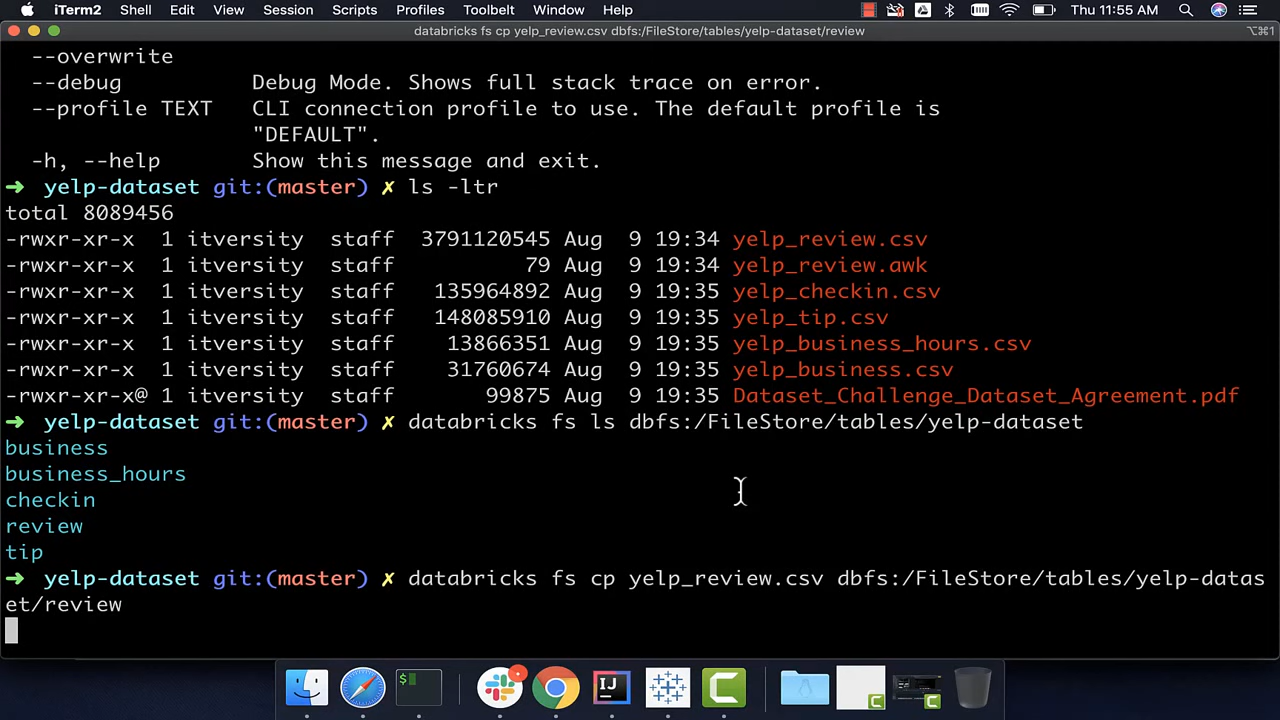 iTerm2 Shell Edit View Session Scripts Profiles Toolbelt Window Help Thu 11:55 AM
databricks fs cp yelp_review.csv dbfs:/FileStore/tables/yelp-dataset/review ⌥⌘1
--overwrite
--debug Debug Mode. Shows full stack trace on error.
--profile TEXT CLI connection profile to use. The default profile is
"DEFAULT".
-h, --help Show this message and exit.
➜ yelp-dataset git:(master) ✗ ls -ltr
total 8089456
-rwxr-xr-x 1 itversity staff 3791120545 Aug 9 19:34 yelp_review.csv
-rwxr-xr-x 1 itversity staff 79 Aug 9 19:34 yelp_review.awk
-rwxr-xr-x 1 itversity staff 135964892 Aug 9 19:35 yelp_checkin.csv
-rwxr-xr-x 1 itversity staff 148085910 Aug 9 19:35 yelp_tip.csv
-rwxr-xr-x 1 itversity staff 13866351 Aug 9 19:35 yelp_business_hours.csv
-rwxr-xr-x 1 itversity staff 31760674 Aug 9 19:35 yelp_business.csv
-rwxr-xr-x@ 1 itversity staff 99875 Aug 9 19:35 Dataset_Challenge_Dataset_Agreement.pdf
➜ yelp-dataset git:(master) ✗ databricks fs ls dbfs:/FileStore/tables/yelp-dataset
business
business_hours
checkin
review
tip
➜ yelp-dataset git:(master) ✗ databricks fs cp yelp_review.csv dbfs:/FileStore/tables/yelp-datas
et/review
$
IJ